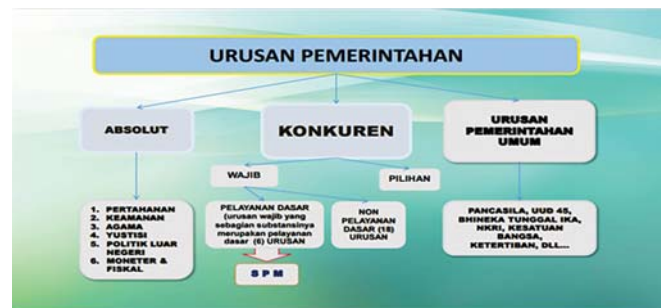 URUSAN PEMERINTAHAN
ABSOLUT
KONKUREN
URUSAN
PEMERINTAHAN
UMUM
WAJIB
PILIHAN
1. PERTAHANAN
2. KEAMANAN
3. AGAMA
4. YUSTISI
5. POLITIK LUAR
NEGERI
6. MONETER &
FISKAL
PELAYANAN DASAR
(urusan wajib yang
sebagian substansinya
merupakan pelayanan
dasar (6) URUSAN
NON
PELAYANAN
DASAR (18)
URUSAN
PANCASILA, UUD 45,
BHINEKA TUNGGAL IKA,
NKRI, KESATUAN
BANGSA,
KETERTIBAN, DLL...
S P M